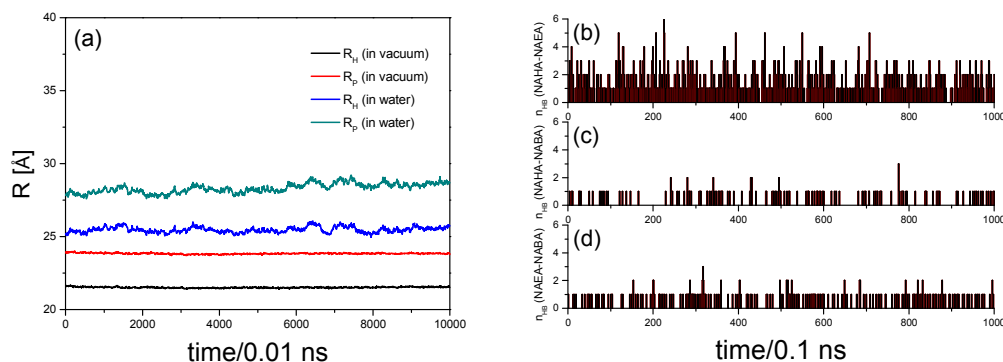 (a)
R_H (in vacuum)
R_P (in vacuum)
R_H (in water)
R_P (in water)
R [Å]
40
35
30
25
20
0 2000 4000 6000 8000 10000
time/0.01 ns
(b)
n_HB (NAHA-NAEA)
6
4
2
0
0 200 400 600 800 1000
(c)
n_HB (NAHA-NABA)
6
4
2
0
0 200 400 600 800 1000
(d)
n_HB (NAEA-NABA)
6
4
2
0
0 200 400 600 800 1000
time/0.1 ns